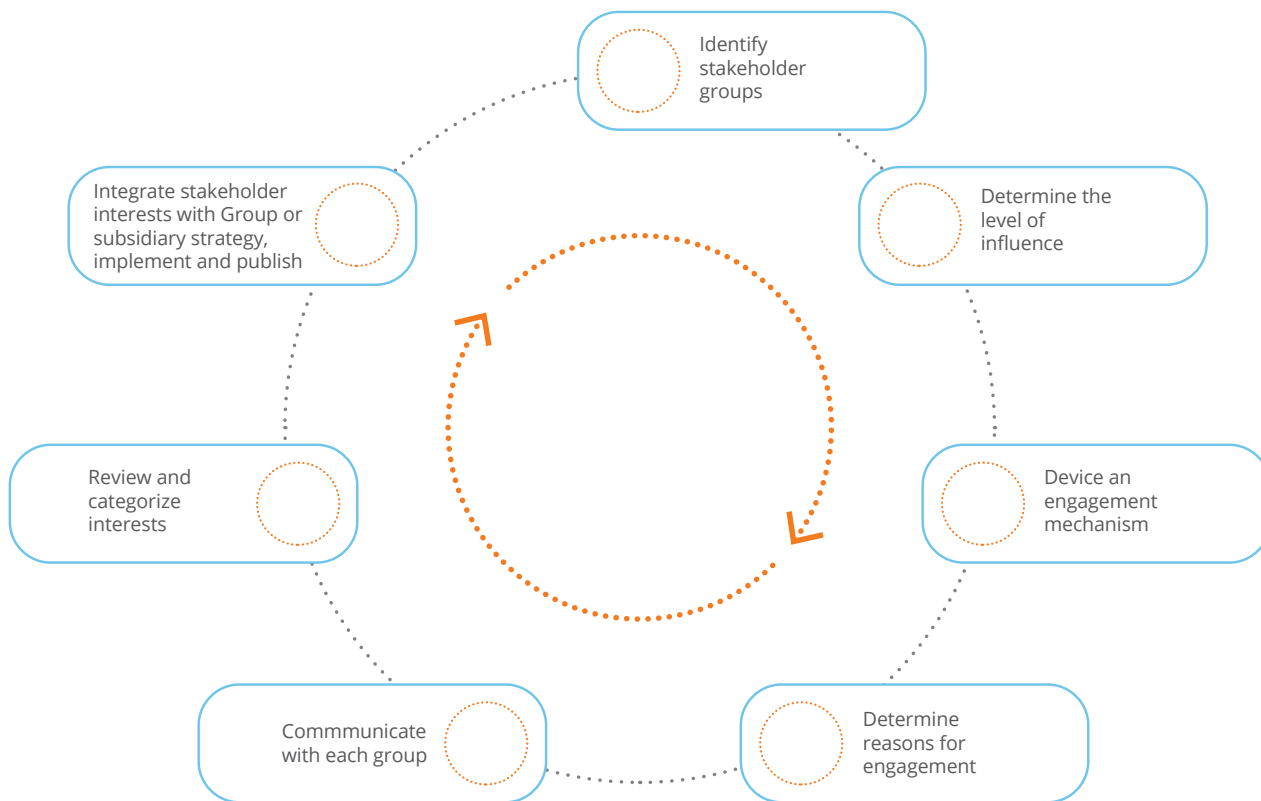 Identify
stakeholder
groups
Determine the
level of
influence
Device an
engagement
mechanism
Determine
reasons for
engagement
Commmunicate
with each group
Review and
categorize
interests
Integrate stakeholder
interests with Group or
subsidiary strategy,
implement and publish